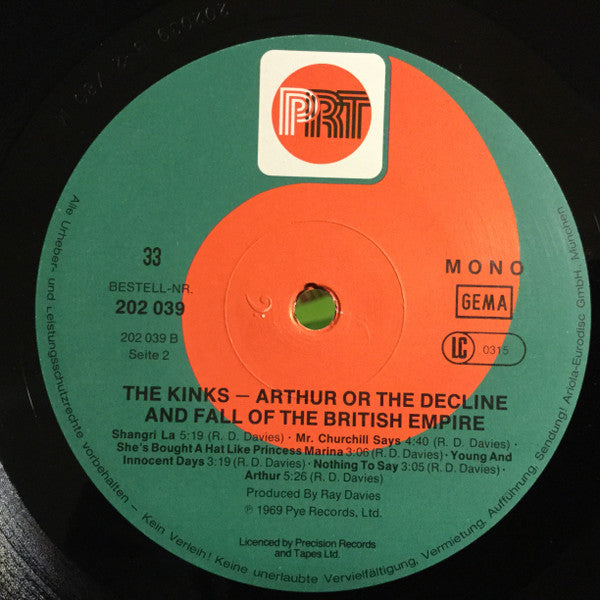 PRT
33
MONO
BESTELL-NR.
202 039
GEMA
202 039 B
Seite 2
LC 0315
THE KINKS – ARTHUR OR THE DECLINE
AND FALL OF THE BRITISH EMPIRE
Shangri La 5:19 (R. D. Davies) · Mr. Churchill Says 4:40 (R. D. Davies) ·
She's Bought A Hat Like Princess Marina 3:06 (R. D. Davies) · Young And
Innocent Days 3:19 (R. D. Davies) · Nothing To Say 3:05 (R. D. Davies) ·
Arthur 5:26 (R. D. Davies)
Produced By Ray Davies
℗ 1969 Pye Records, Ltd.
Licenced by Precision Records
and Tapes Ltd.
Alle Urheber- und Leistungsschutzrechte vorbehalten – Kein Verleih! Keine unerlaubte Vervielfältigung, Vermietung, Aufführung, Sendung! Ariola-Eurodisc GmbH, München